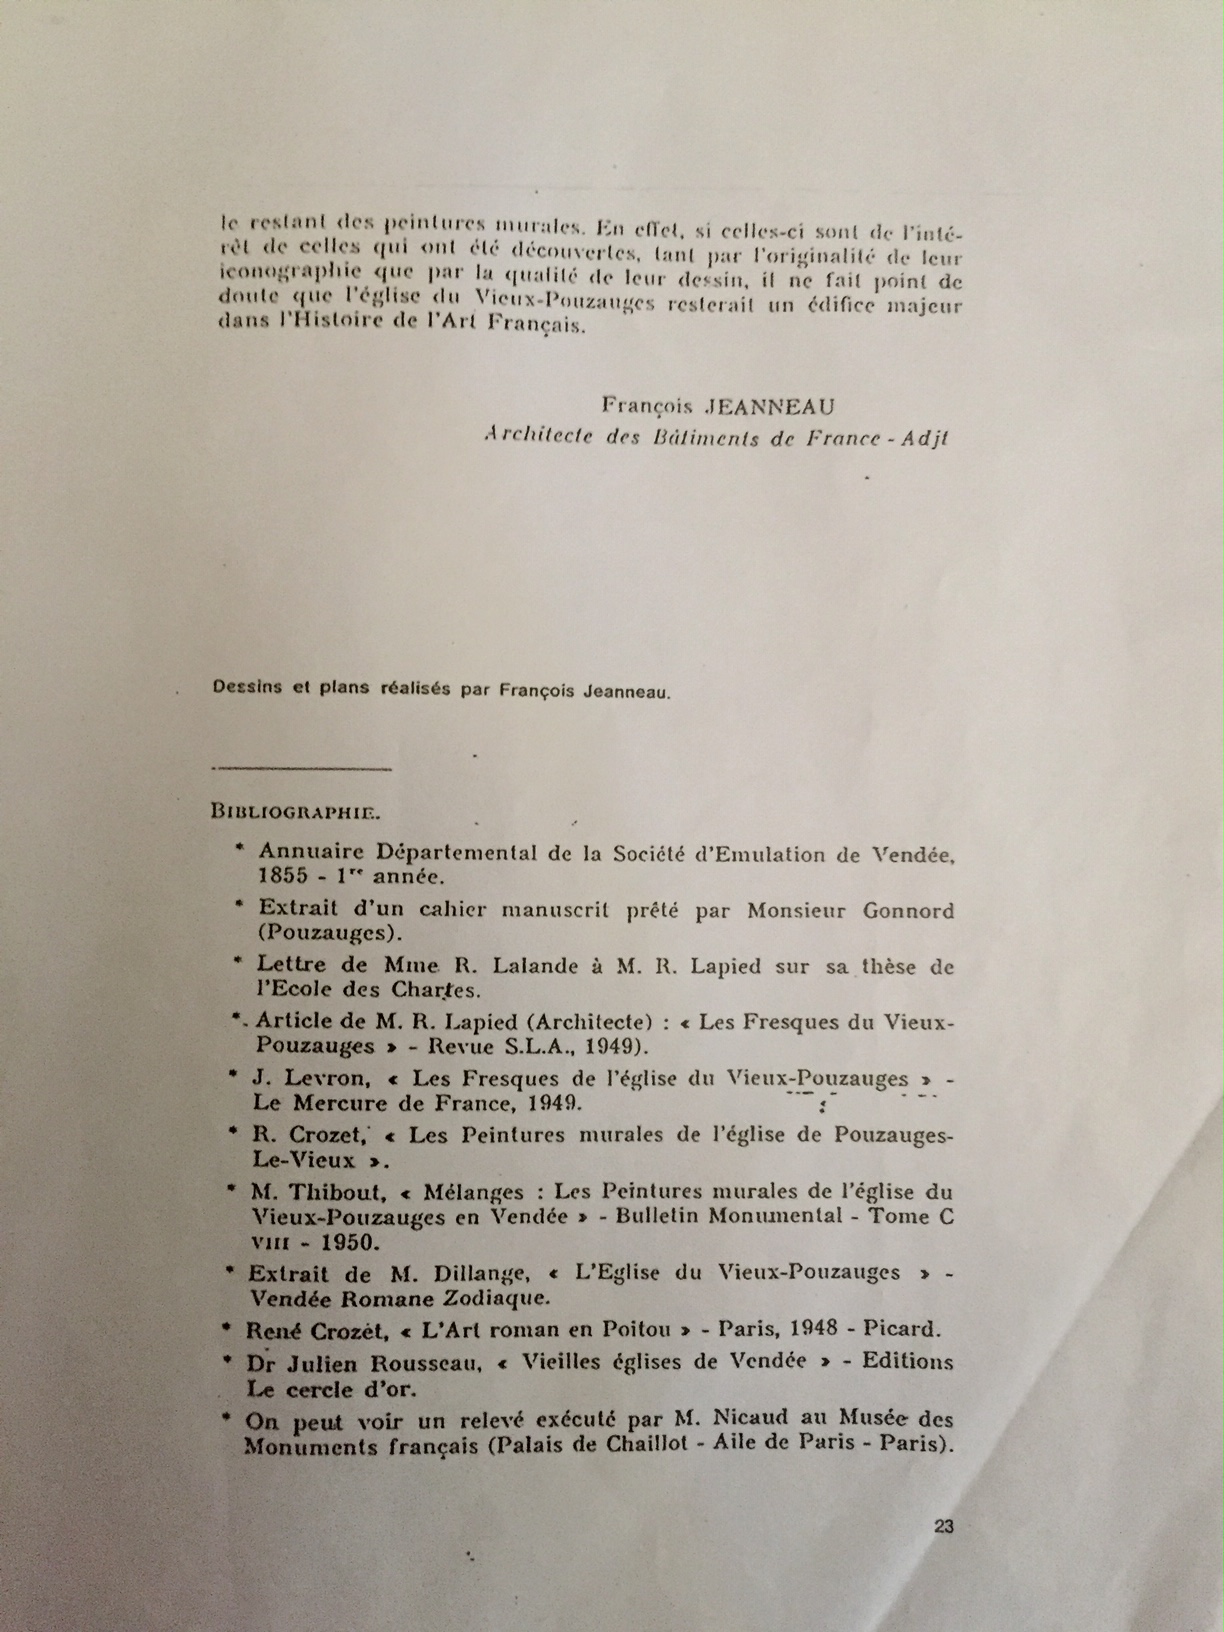 le restant des peintures murales. En effet, si celles-ci sont de l'inté-
rêt de celles qui ont été découvertes, tant par l'originalité de leur
iconographie que par la qualité de leur dessin, il ne fait point de
doute que l'église du Vieux-Pouzauges resterait un édifice majeur
dans l'Histoire de l'Art Français.
François JEANNEAU
Architecte des Bâtiments de France - Adjt
Dessins et plans réalisés par François Jeanneau.
BIBLIOGRAPHIE.
* Annuaire Départemental de la Société d'Emulation de Vendée,
1855 - 1re année.
* Extrait d'un cahier manuscrit prêté par Monsieur Gonnord
(Pouzauges).
* Lettre de Mme R. Lalande à M. R. Lapied sur sa thèse de
l'Ecole des Chartes.
* Article de M. R. Lapied (Architecte) : « Les Fresques du Vieux-
Pouzauges » - Revue S.L.A., 1949).
* J. Levron, « Les Fresques de l'église du Vieux-Pouzauges » -
Le Mercure de France, 1949.
* R. Crozet, « Les Peintures murales de l'église de Pouzauges-
Le-Vieux ».
* M. Thibout, « Mélanges : Les Peintures murales de l'église du
Vieux-Pouzauges en Vendée » - Bulletin Monumental - Tome C
VIII - 1950.
* Extrait de M. Dillange, « L'Eglise du Vieux-Pouzauges » -
Vendée Romane Zodiaque.
* René Crozet, « L'Art roman en Poitou » - Paris, 1948 - Picard.
* Dr Julien Rousseau, « Vieilles églises de Vendée » - Editions
Le cercle d'or.
* On peut voir un relevé exécuté par M. Nicaud au Musée des
Monuments français (Palais de Chaillot - Aile de Paris - Paris).
23